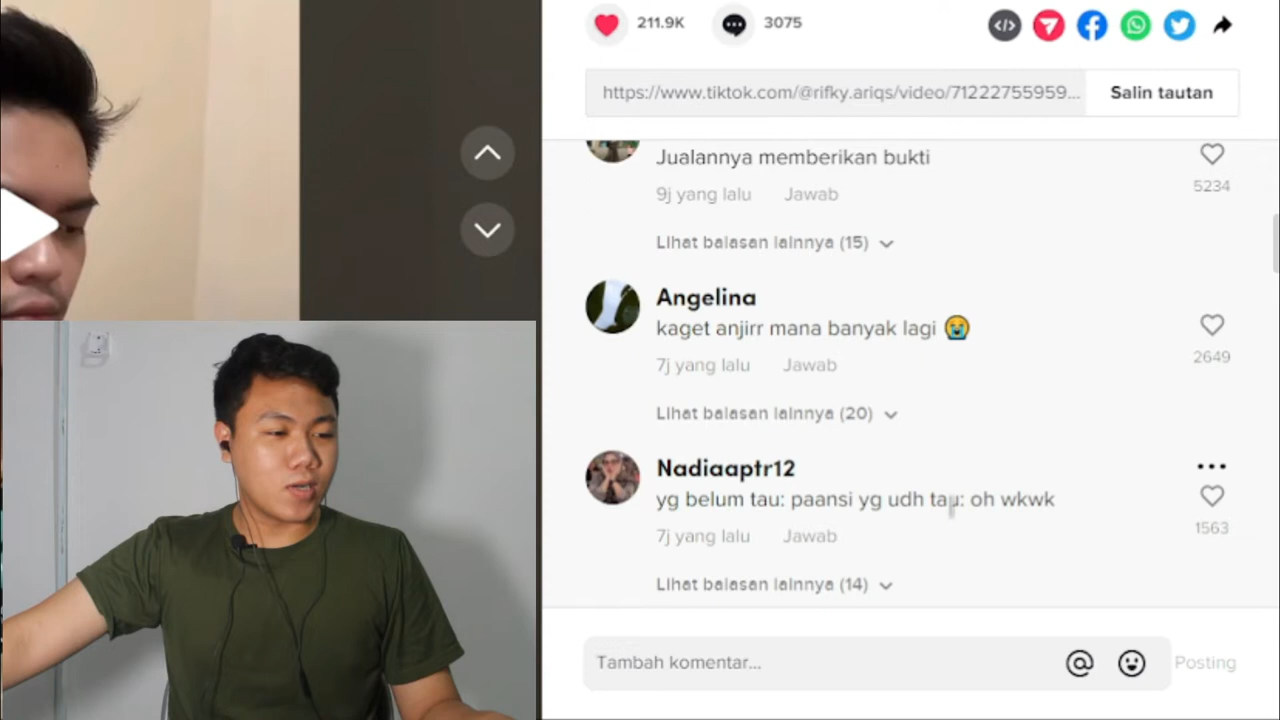 211.9K
3075
https://www.tiktok.com/@rifky.ariqs/video/71222755959...
Salin tautan
Jualannya memberikan bukti
5234
9j yang lalu Jawab
Lihat balasan lainnya (15)
Angelina
kaget anjirr mana banyak lagi 😭
2649
7j yang lalu Jawab
Lihat balasan lainnya (20)
Nadiaaptr12
yg belum tau: paansi yg udh tau: oh wkwk
1563
7j yang lalu Jawab
Lihat balasan lainnya (14)
Tambah komentar...
Posting